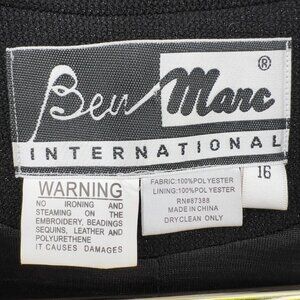 Ben Marc ®
INTERNATIONAL
16
WARNING
NO IRONING AND
STEAMING ON THE
EMBROIDERY, BEADINGS
SEQUINS, LEATHER AND
POLYURETHENE
IT CAUSES DAMAGES
FABRIC:100%POLYESTER
LINING:100%POLYESTER
RN#87388
MADE IN CHINA
DRYCLEAN ONLY